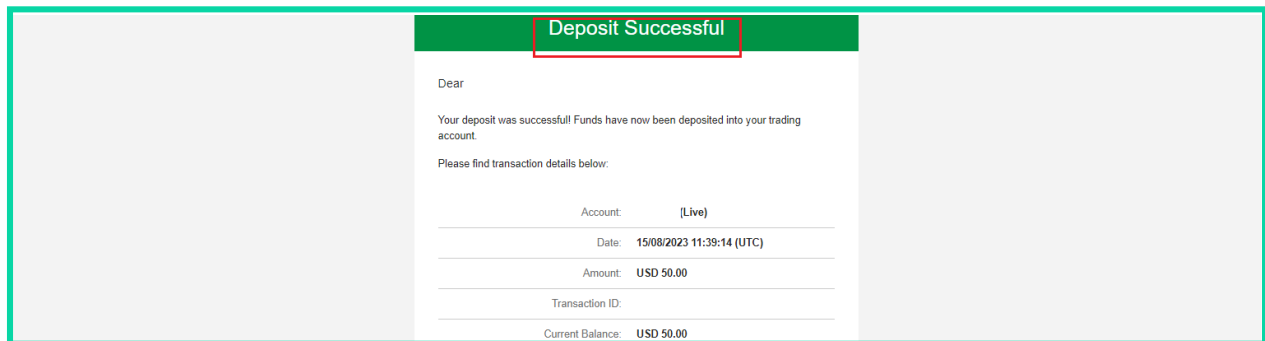 Deposit Successful
Dear
Your deposit was successful! Funds have now been deposited into your trading
account.
Please find transaction details below:
Account: (Live)
Date: 15/08/2023 11:39:14 (UTC)
Amount: USD 50.00
Transaction ID:
Current Balance: USD 50.00